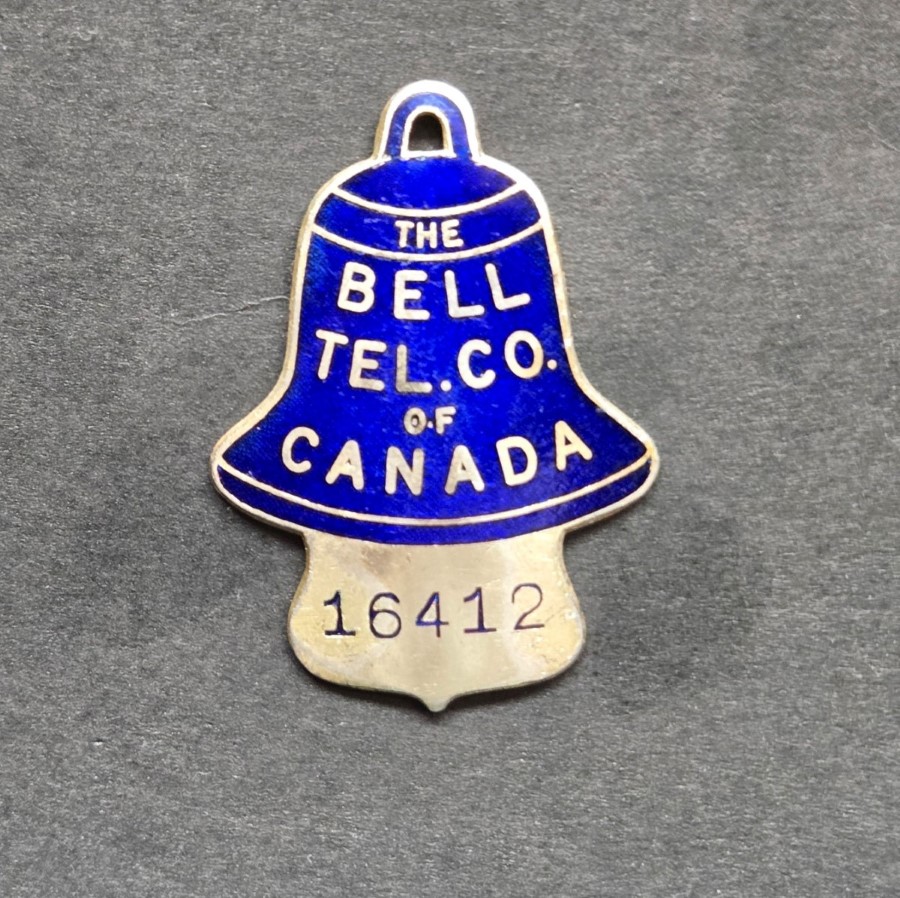 THE
BELL
TEL. CO.
OF
CANADA
16412